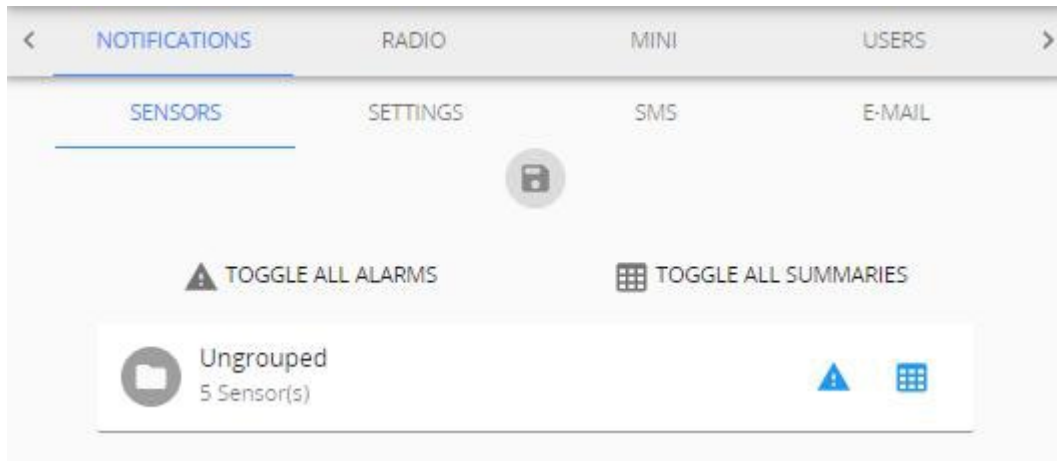 NOTIFICATIONS RADIO MINI USERS
SENSORS SETTINGS SMS E-MAIL
TOGGLE ALL ALARMS TOGGLE ALL SUMMARIES
Ungrouped
5 Sensor(s)